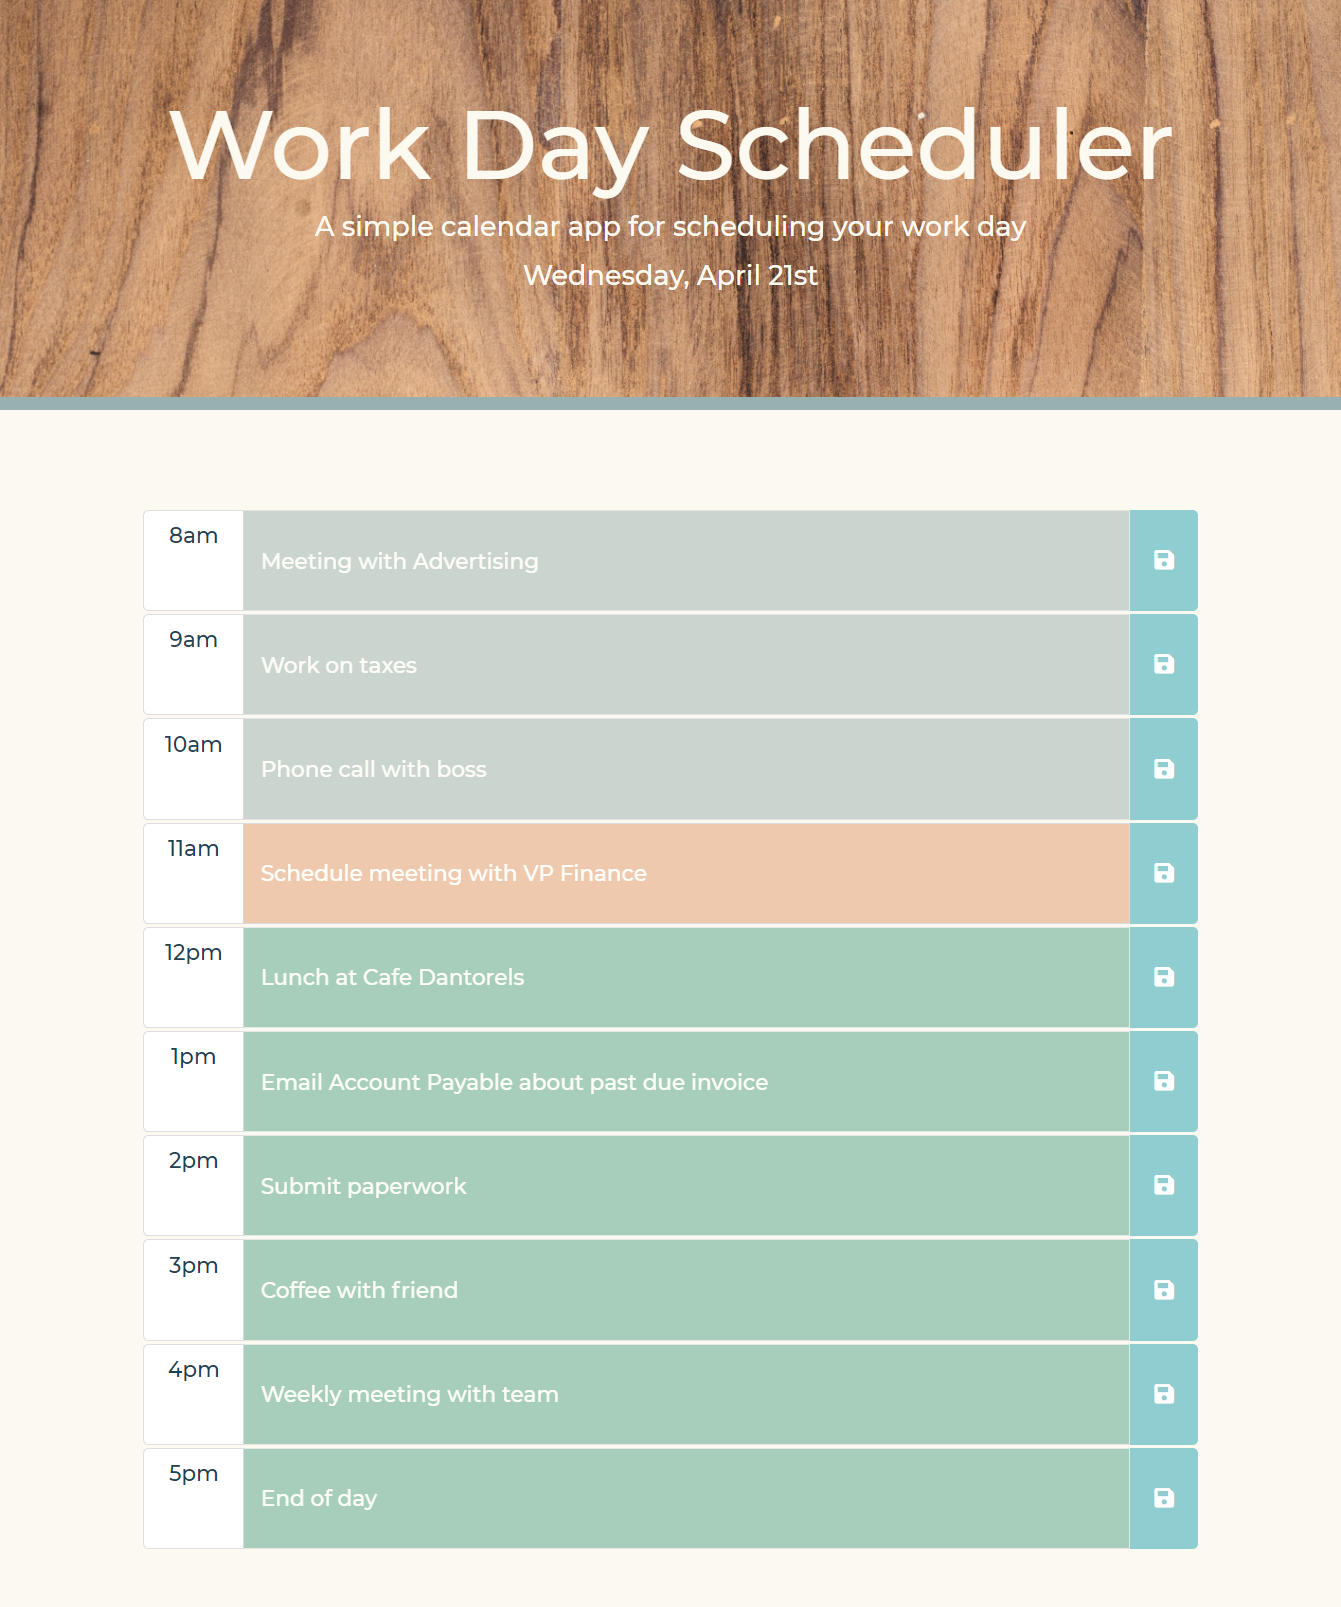 Work Day Scheduler
A simple calendar app for scheduling your work day
Wednesday, April 21st
8am
Meeting with Advertising
9am
Work on taxes
10am
Phone call with boss
11am
Schedule meeting with VP Finance
12pm
Lunch at Cafe Dantorels
1pm
Email Account Payable about past due invoice
2pm
Submit paperwork
3pm
Coffee with friend
4pm
Weekly meeting with team
5pm
End of day